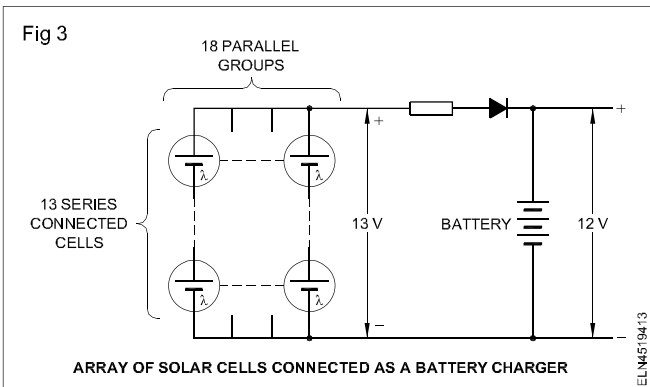 Fig 3
18 PARALLEL
GROUPS
13 SERIES
CONNECTED
CELLS
λ
λ
λ
λ
+
13 V
−
BATTERY
+
12 V
−
ARRAY OF SOLAR CELLS CONNECTED AS A BATTERY CHARGER
ELN4519413